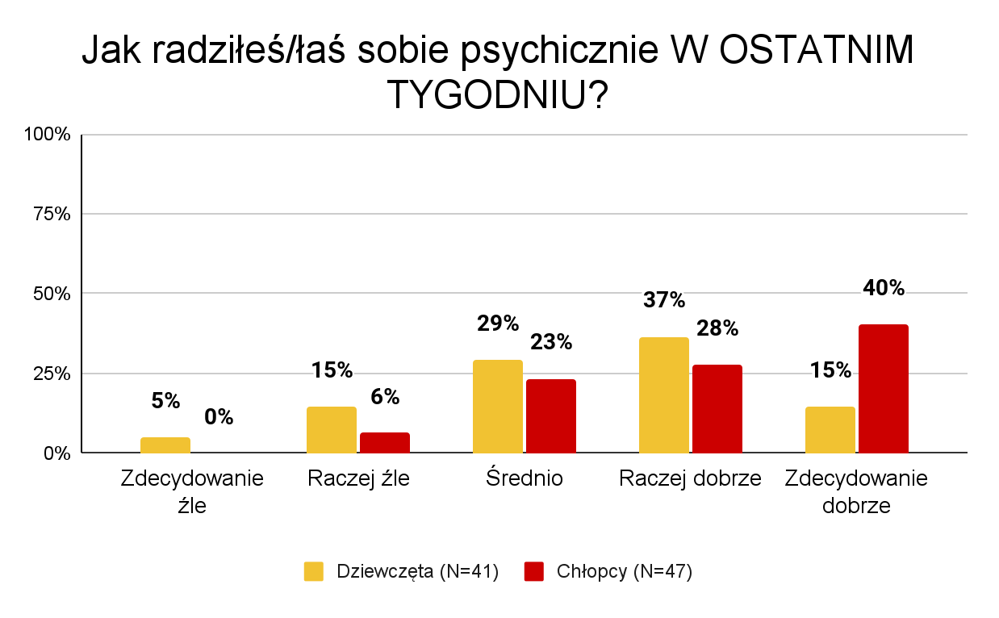 Jak radziłeś/łaś sobie psychicznie W OSTATNIM
TYGODNIU?
100%
75%
50%
25%
0%
5%
0%
15%
6%
29%
23%
37%
28%
15%
40%
Zdecydowanie
źle
Raczej źle
Średnio
Raczej dobrze
Zdecydowanie
dobrze
Dziewczęta (N=41)
Chłopcy (N=47)